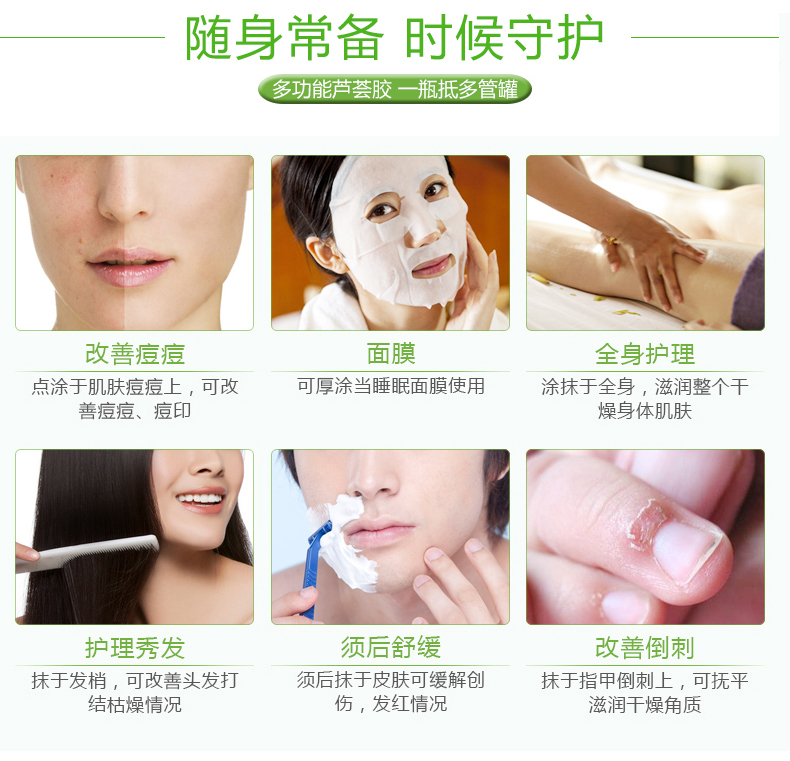 随身常备 时候守护
多功能芦荟胶 一瓶抵多管罐
改善痘痘
点涂于肌肤痘痘上，可改
善痘痘、痘印
面膜
可厚涂当睡眠面膜使用
全身护理
涂抹于全身，滋润整个干
燥身体肌肤
护理秀发
抹于发梢，可改善头发打
结枯燥情况
须后舒缓
须后抹于皮肤可缓解创
伤，发红情况
改善倒刺
抹于指甲倒刺上，可抚平
滋润干燥角质